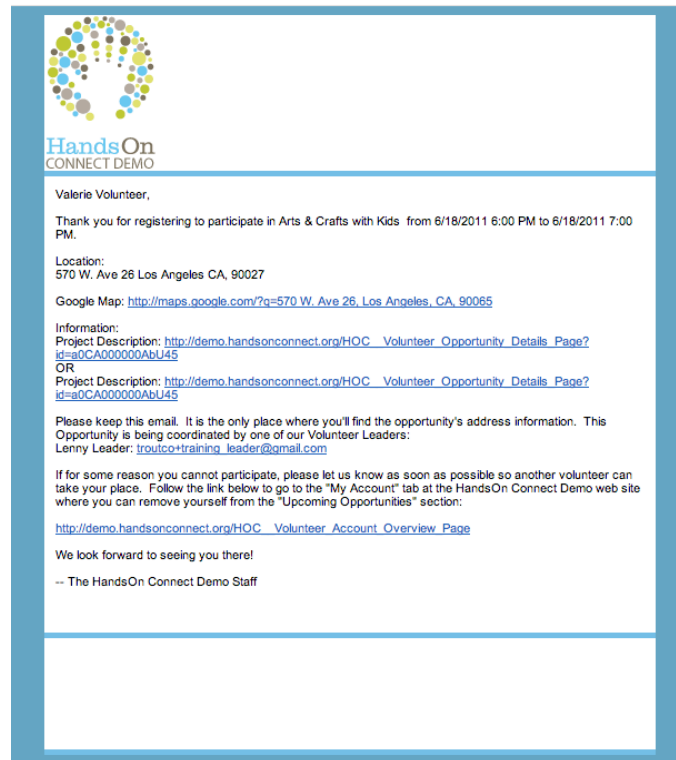 HandsOn
CONNECT DEMO
Valerie Volunteer,
Thank you for registering to participate in Arts & Crafts with Kids  from 6/18/2011 6:00 PM to 6/18/2011 7:00
PM.
Location:
570 W. Ave 26 Los Angeles CA, 90027
Google Map: http://maps.google.com/?q=570 W. Ave 26, Los Angeles, CA, 90065
Information:
Project Description: http://demo.handsonconnect.org/HOC__Volunteer_Opportunity_Details_Page?
id=a0CA000000AbU45
OR
Project Description: http://demo.handsonconnect.org/HOC__Volunteer_Opportunity_Details_Page?
id=a0CA000000AbU45
Please keep this email.  It is the only place where you'll find the opportunity's address information.  This
Opportunity is being coordinated by one of our Volunteer Leaders:
Lenny Leader: troutco+training_leader@gmail.com
If for some reason you cannot participate, please let us know as soon as possible so another volunteer can
take your place.  Follow the link below to go to the "My Account" tab at the HandsOn Connect Demo web site
where you can remove yourself from the "Upcoming Opportunities" section:
http://demo.handsonconnect.org/HOC__Volunteer_Account_Overview_Page
We look forward to seeing you there!
-- The HandsOn Connect Demo Staff